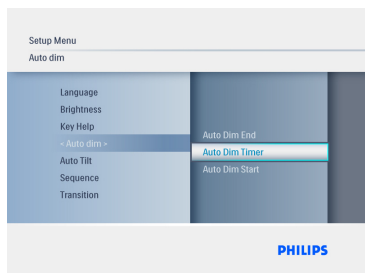 Setup Menu
Auto dim
Language
Brightness
Key Help
« Auto dim »
Auto Tilt
Sequence
Transition
Auto Dim End
Auto Dim Timer
Auto Dim Start
PHILIPS